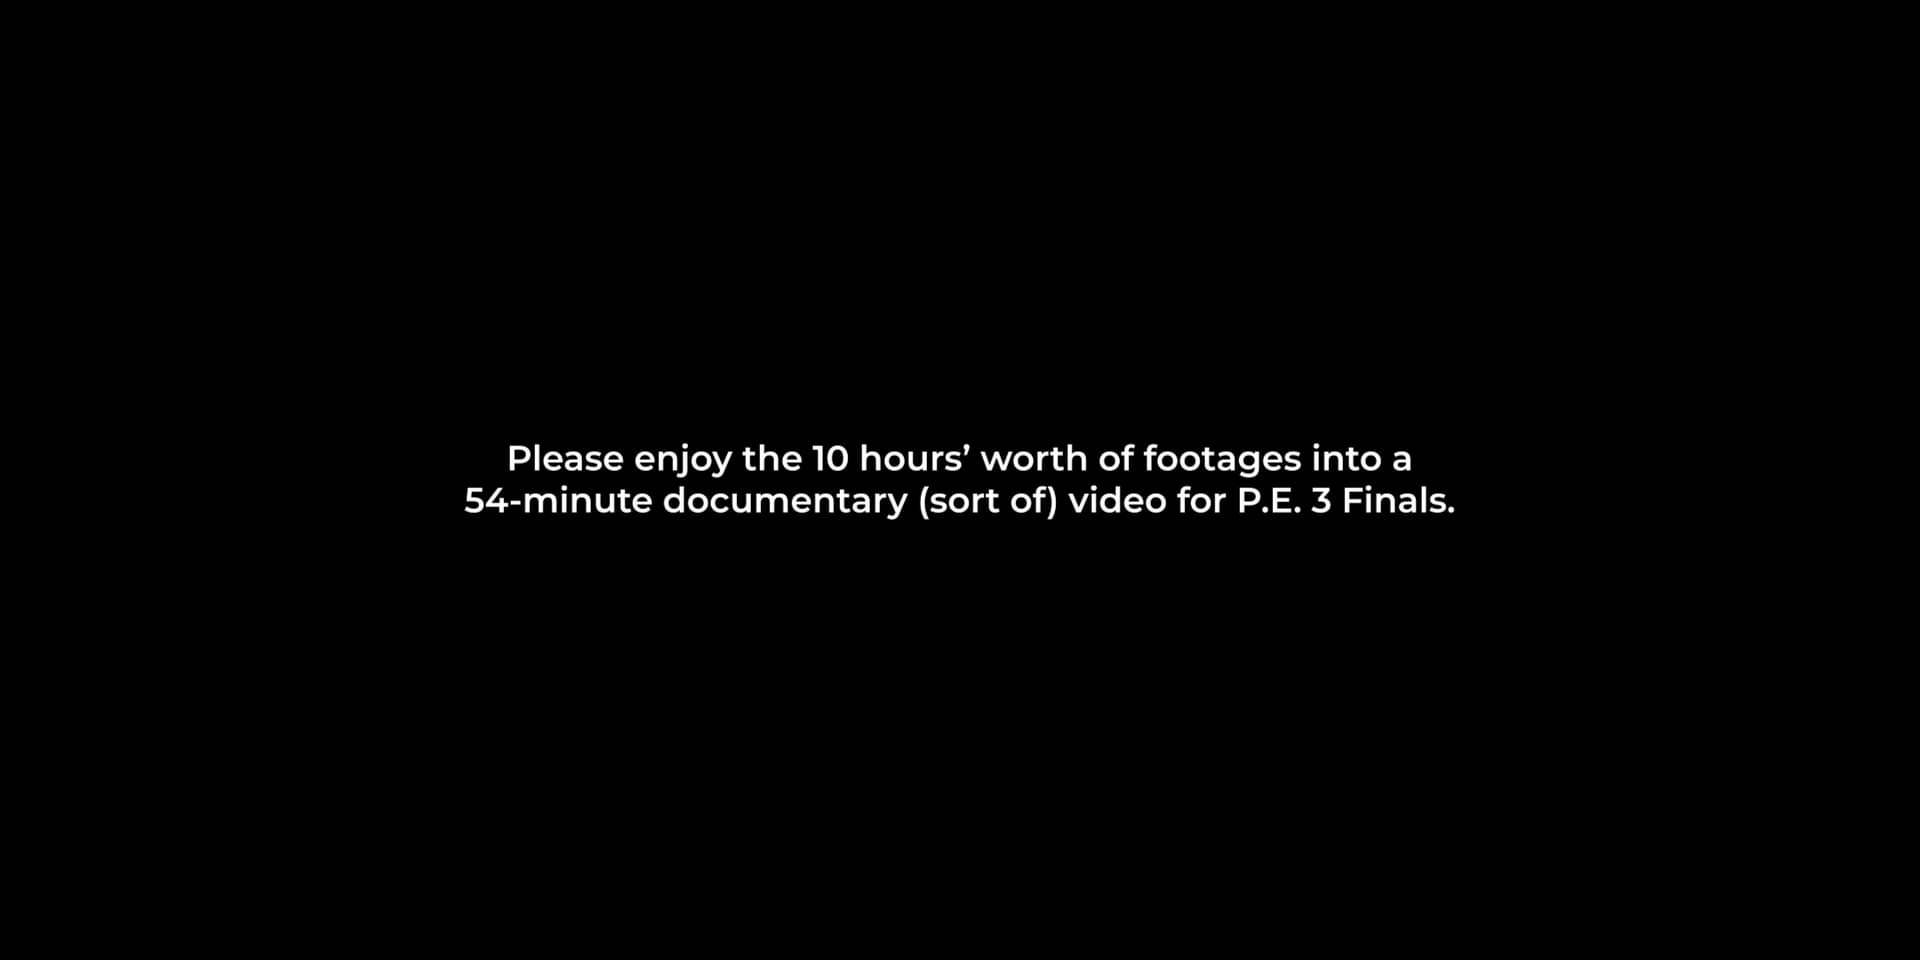 Please enjoy the 10 hours’ worth of footages into a
54-minute documentary (sort of) video for P.E. 3 Finals.